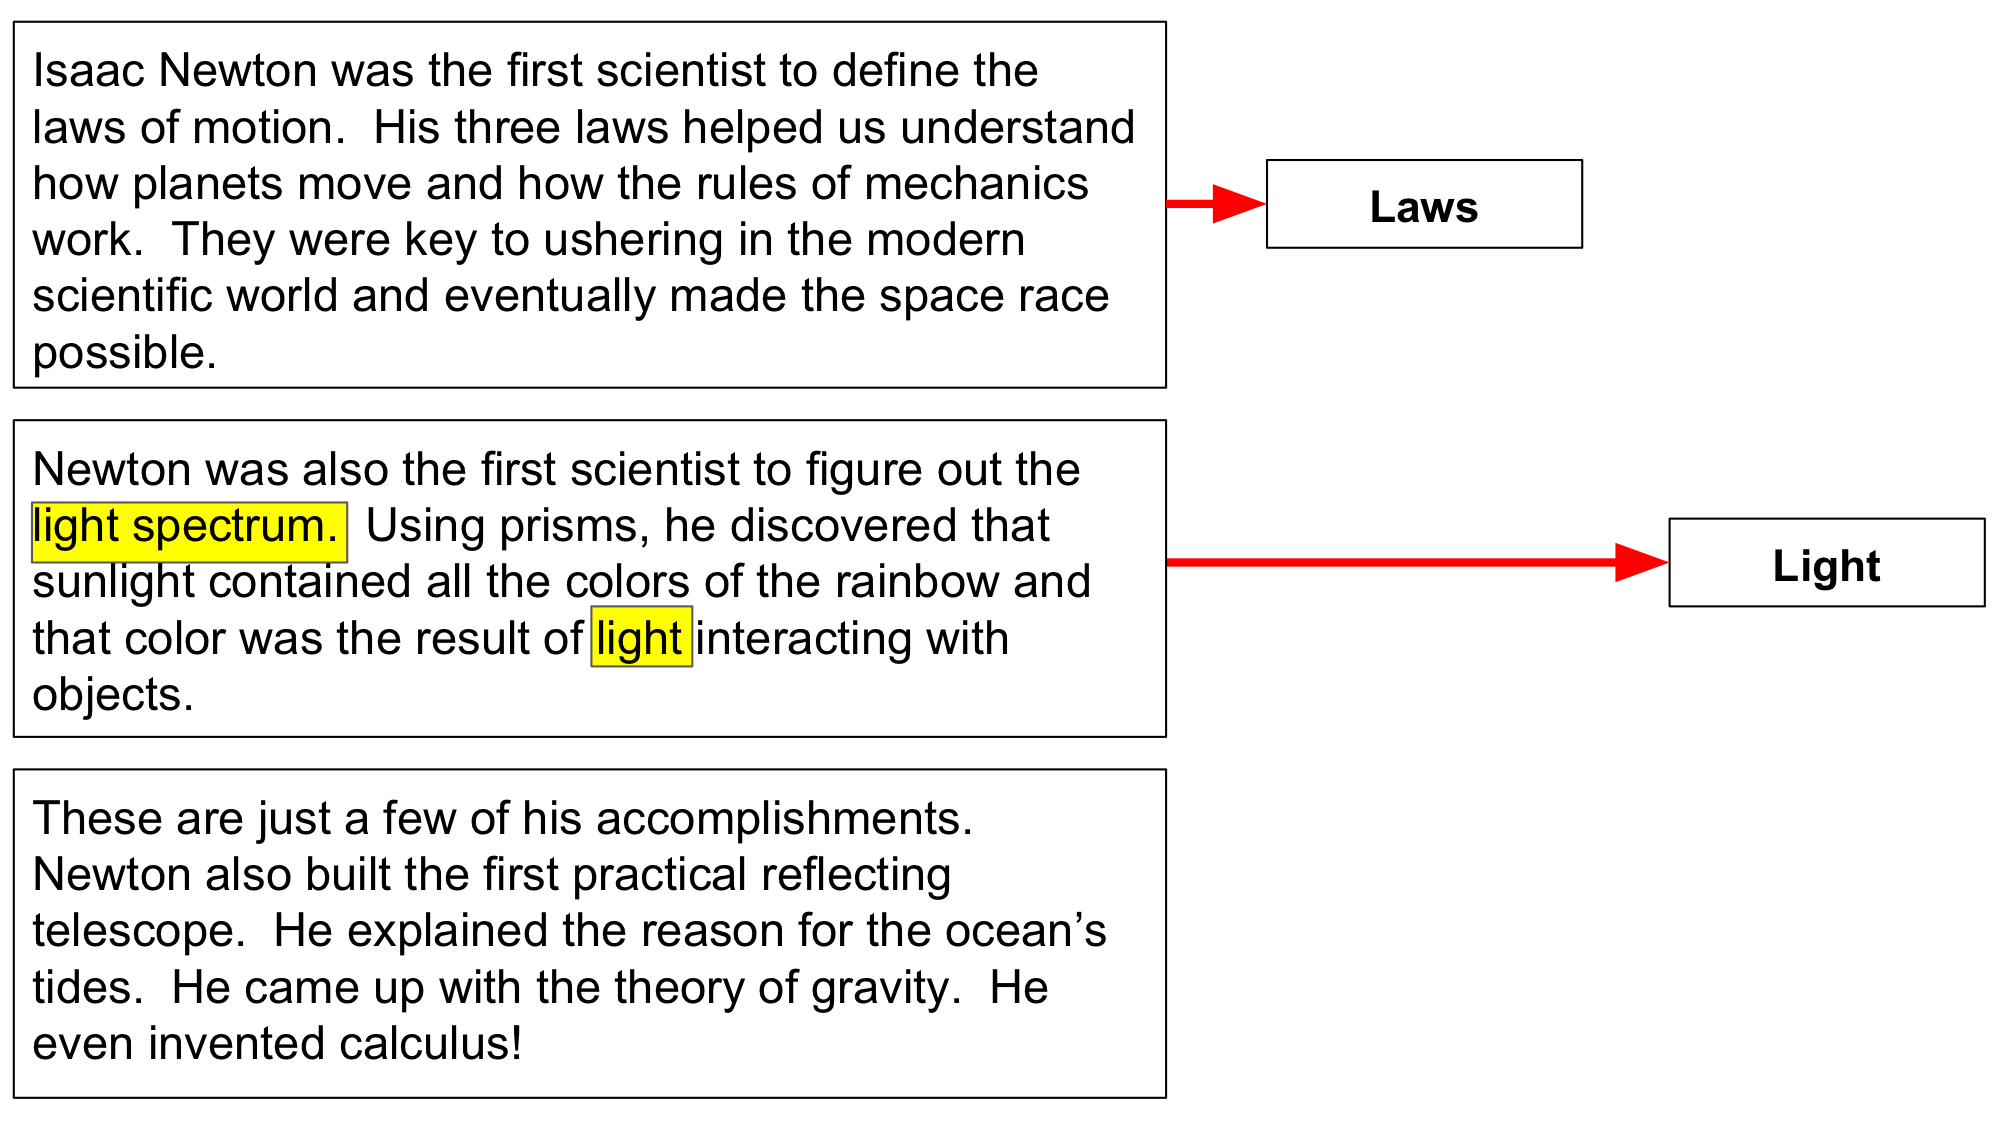 Isaac Newton was the first scientist to define the
laws of motion.  His three laws helped us understand
how planets move and how the rules of mechanics
work.  They were key to ushering in the modern
scientific world and eventually made the space race
possible.
Laws
Newton was also the first scientist to figure out the
light spectrum.  Using prisms, he discovered that
sunlight contained all the colors of the rainbow and
that color was the result of light interacting with
objects.
Light
These are just a few of his accomplishments.
Newton also built the first practical reflecting
telescope.  He explained the reason for the ocean’s
tides.  He came up with the theory of gravity.  He
even invented calculus!